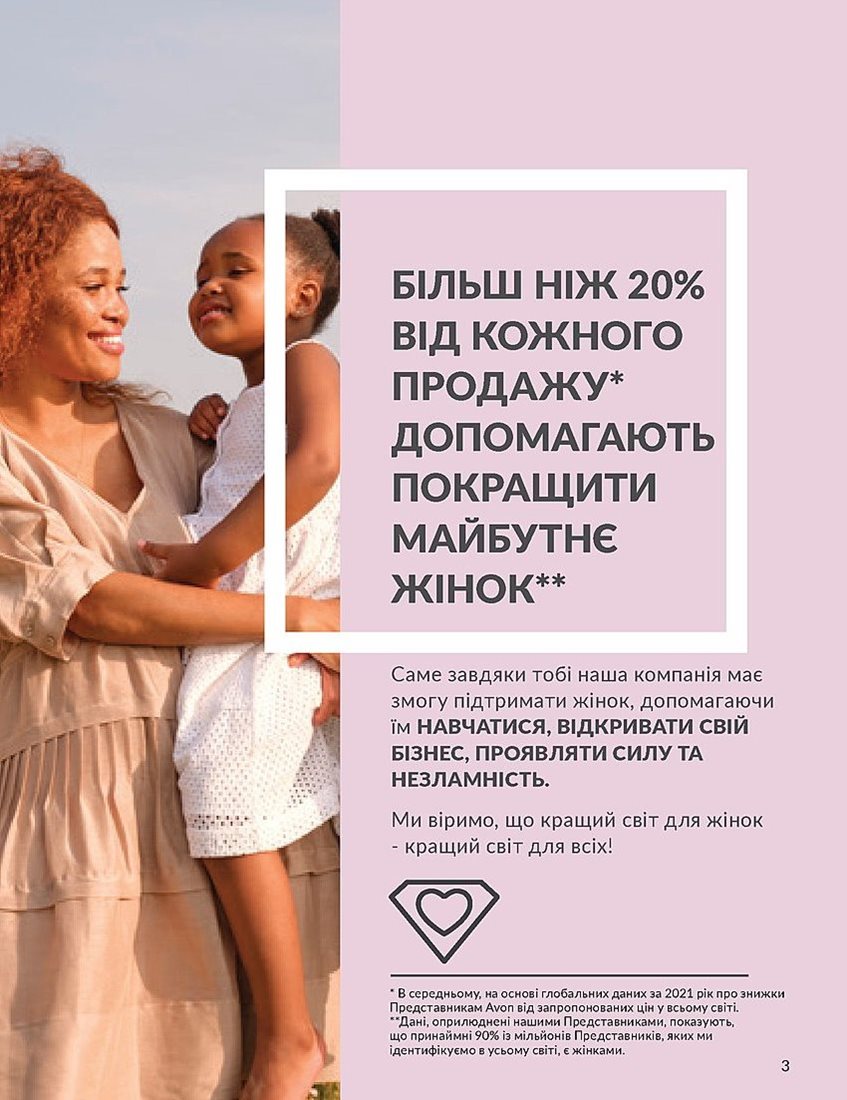 БІЛЬШ НІЖ 20%
ВІД КОЖНОГО
ПРОДАЖУ*
ДОПОМАГАЮТЬ
ПОКРАЩИТИ
МАЙБУТНЄ
ЖІНОК**
Саме завдяки тобі наша компанія має
змогу підтримати жінок, допомагаючи
їм НАВЧАТИСЯ, ВІДКРИВАТИ СВІЙ
БІЗНЕС, ПРОЯВЛЯТИ СИЛУ ТА
НЕЗЛАМНІСТЬ.
Ми віримо, що кращий світ для жінок
- кращий світ для всіх!
* В середньому, на основі глобальних даних за 2021 рік про знижки
Представникам Avon від запропонованих цін у всьому світі.
**Дані, оприлюднені нашими Представниками, показують,
що принаймні 90% із мільйонів Представників, яких ми
ідентифікуємо в усьому світі, є жінками.
3